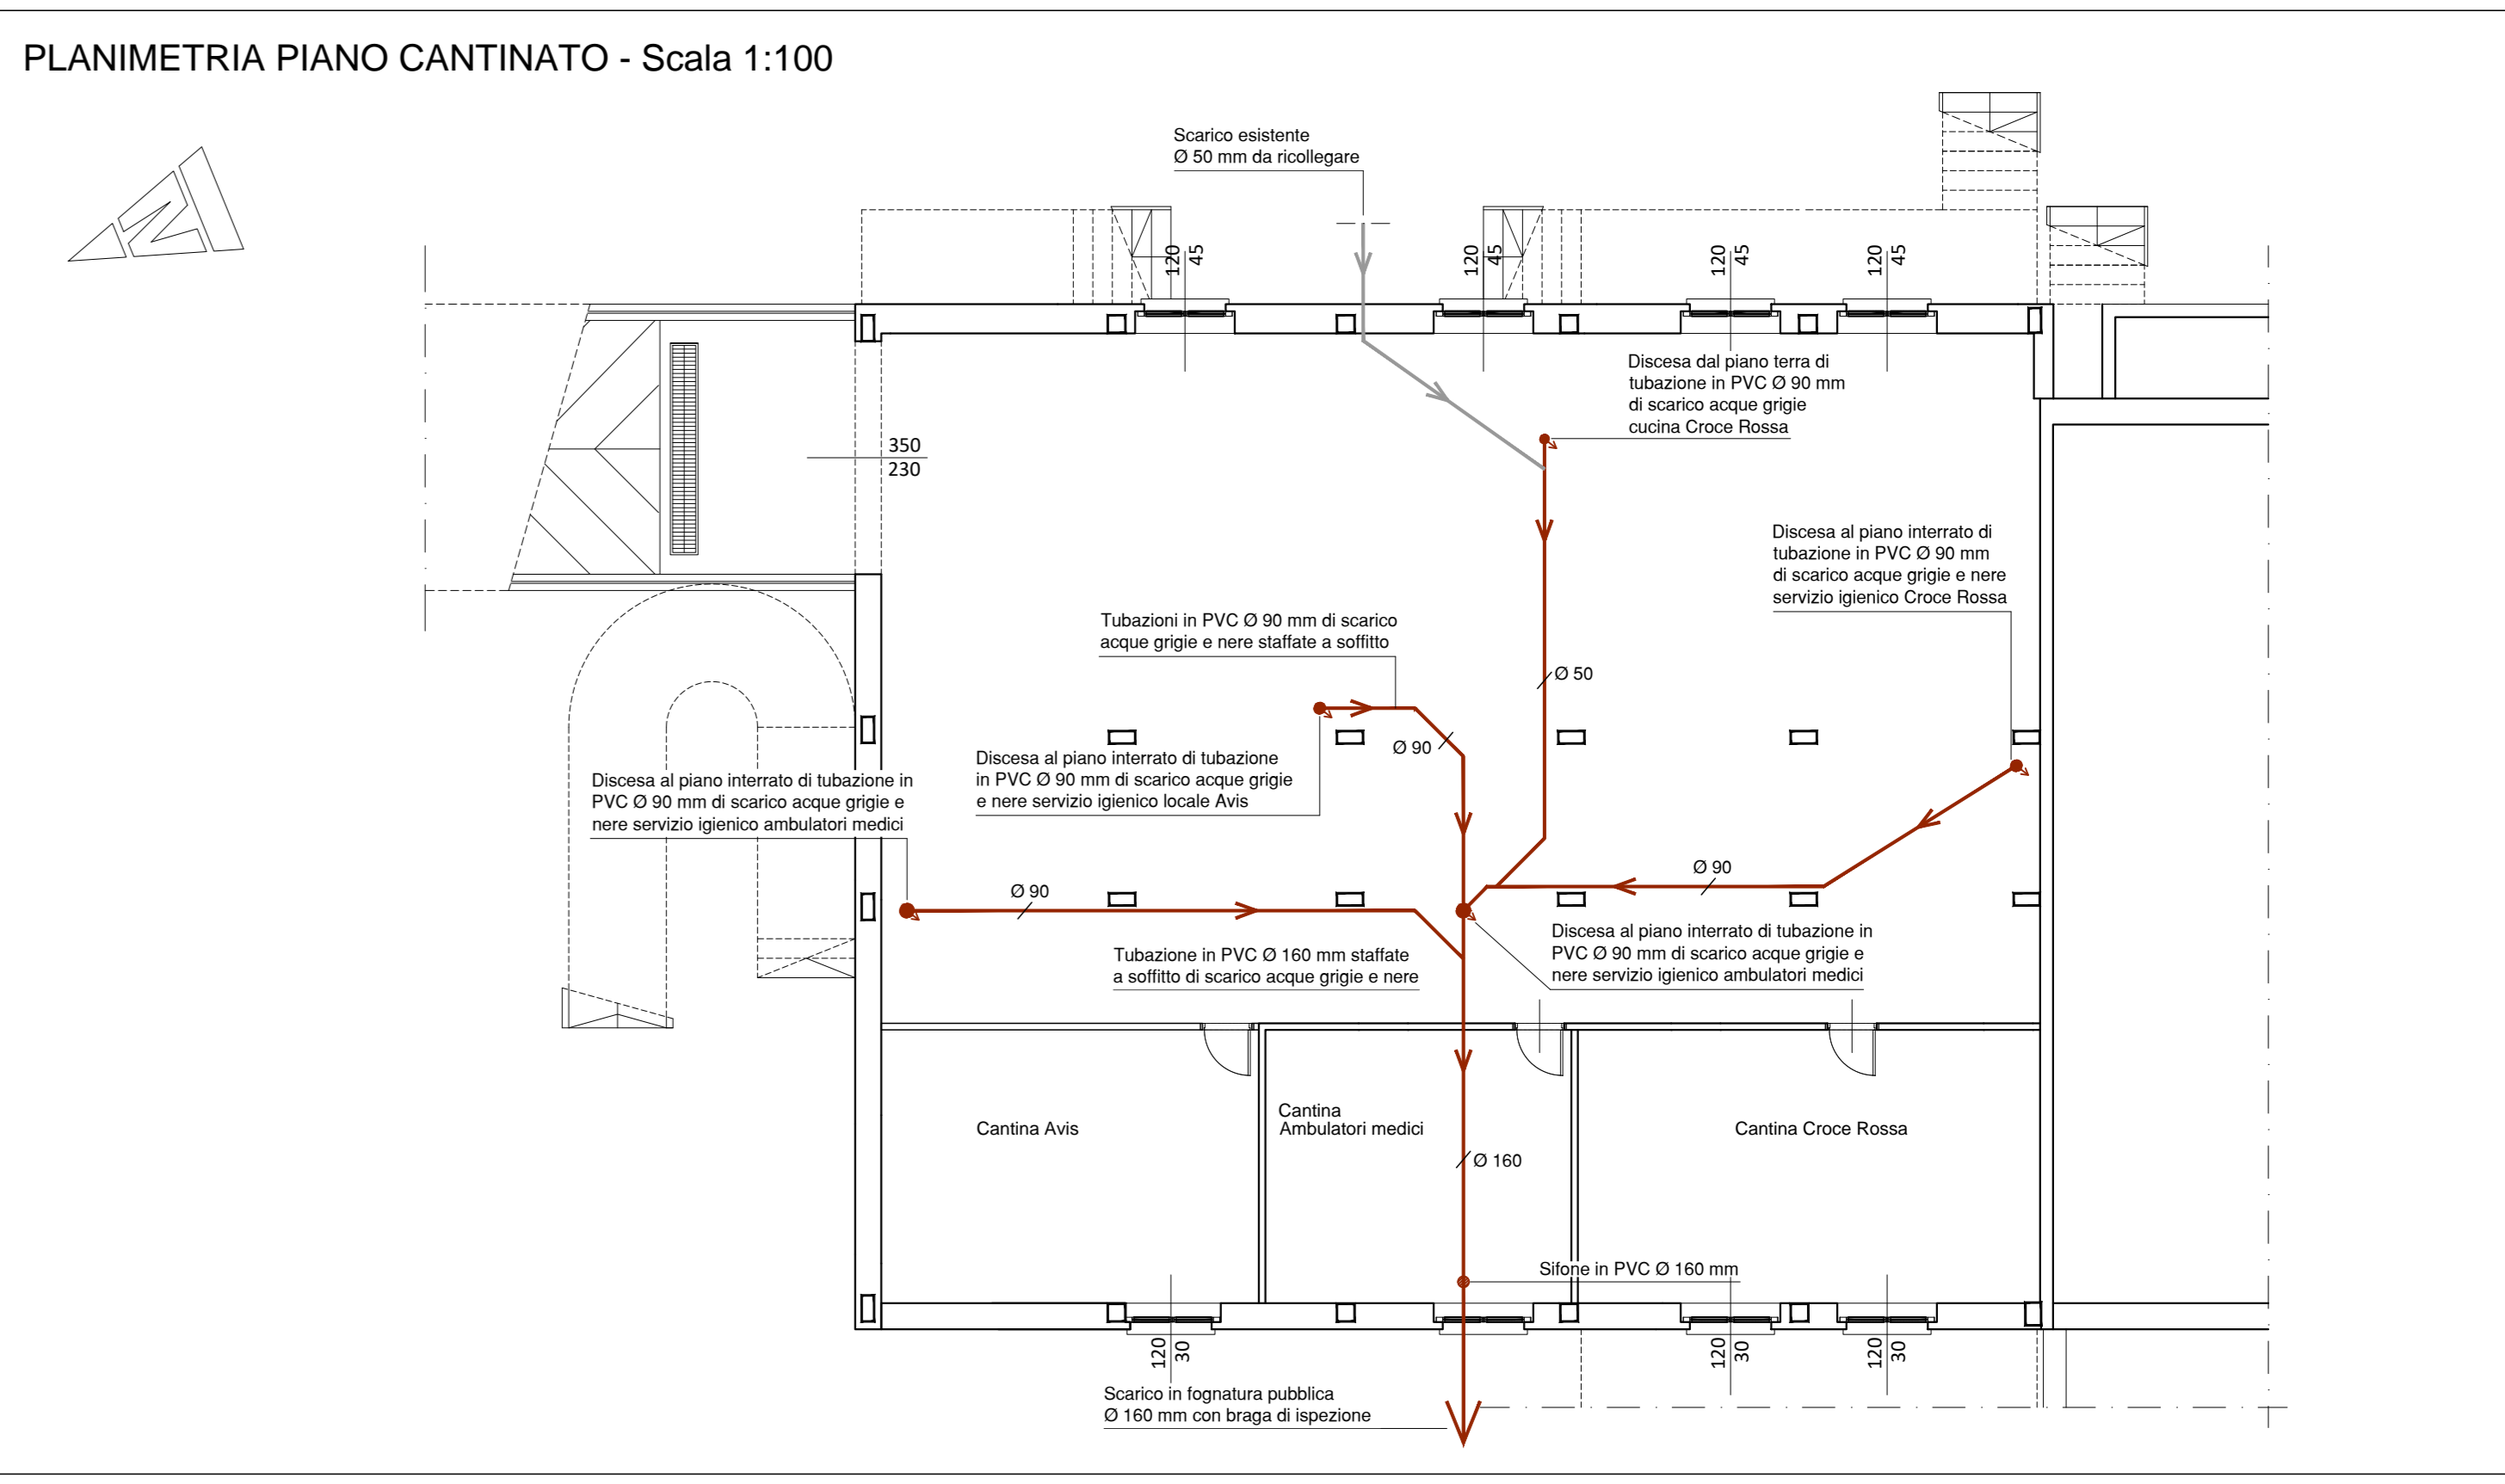 PLANIMETRIA PIANO CANTINATO - Scala 1:100
N
Scarico esistente
Ø 50 mm da ricollegare
120
45
120
45
120
45
120
45
Discesa dal piano terra di
tubazione in PVC Ø 90 mm
di scarico acque grigie
cucina Croce Rossa
350
230
Discesa al piano interrato di
tubazione in PVC Ø 90 mm
di scarico acque grigie e nere
servizio igienico Croce Rossa
Tubazioni in PVC Ø 90 mm di scarico
acque grigie e nere staffate a soffitto
Ø 50
Ø 90
Discesa al piano interrato di tubazione
in PVC Ø 90 mm di scarico acque grigie
e nere servizio igienico locale Avis
Discesa al piano interrato di tubazione in
PVC Ø 90 mm di scarico acque grigie e
nere servizio igienico ambulatori medici
Ø 90
Ø 90
Tubazione in PVC Ø 160 mm staffate
a soffitto di scarico acque grigie e nere
Discesa al piano interrato di tubazione in
PVC Ø 90 mm di scarico acque grigie e
nere servizio igienico ambulatori medici
Cantina Avis
Cantina
Ambulatori medici
Cantina Croce Rossa
Ø 160
Sifone in PVC Ø 160 mm
120
30
120
30
120
30
Scarico in fognatura pubblica
Ø 160 mm con braga di ispezione